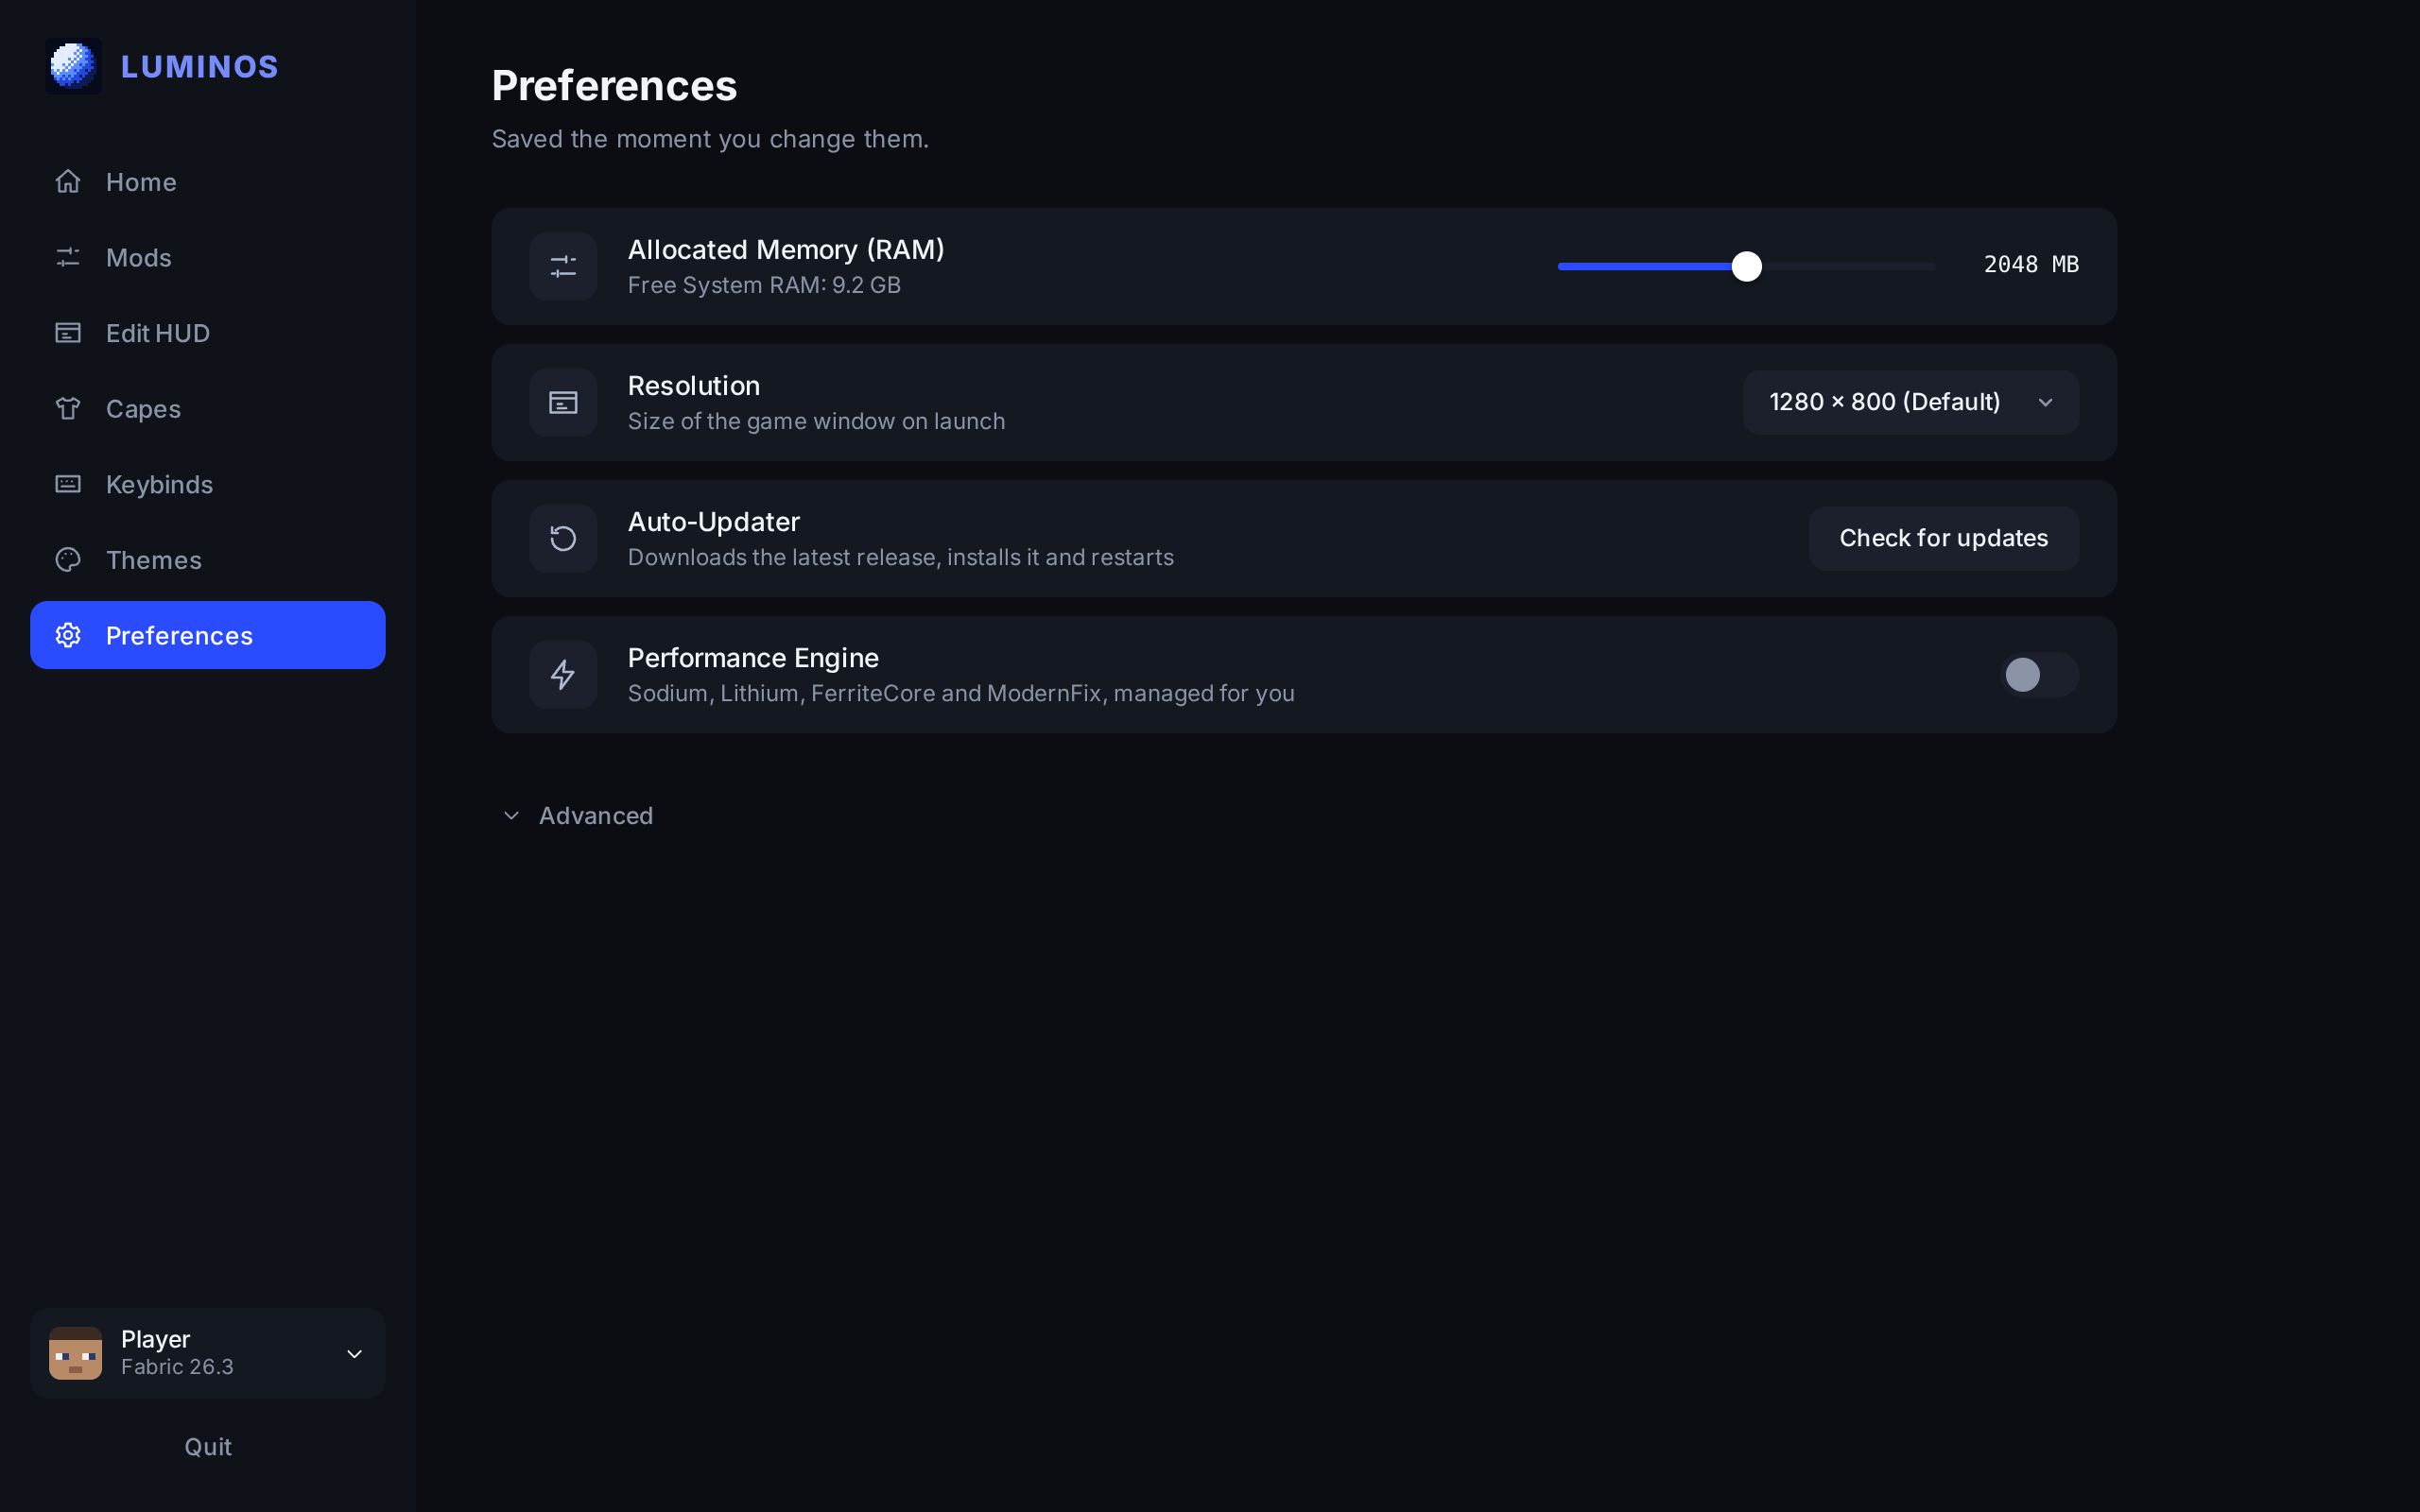 LUMINOS
Home
Mods
Edit HUD
Capes
Keybinds
Themes
Preferences
Player
Fabric 26.3
Quit
Preferences
Saved the moment you change them.
Allocated Memory (RAM)
Free System RAM: 9.2 GB
2048 MB
Resolution
Size of the game window on launch
1280 × 800 (Default)
Auto-Updater
Downloads the latest release, installs it and restarts
Check for updates
Performance Engine
Sodium, Lithium, FerriteCore and ModernFix, managed for you
Advanced